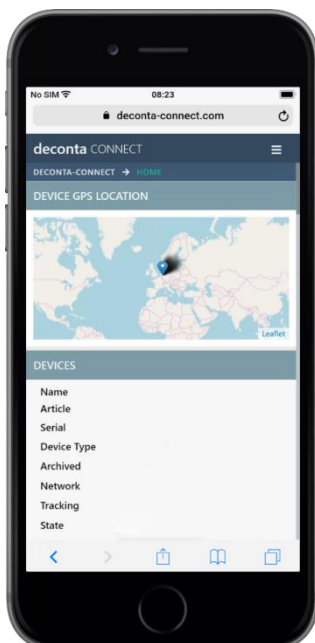 No SIM 08:23
deconta-connect.com
deconta CONNECT
DECONTA-CONNECT → HOME
DEVICE GPS LOCATION
Leaflet
DEVICES
Name
Article
Serial
Device Type
Archived
Network
Tracking
State